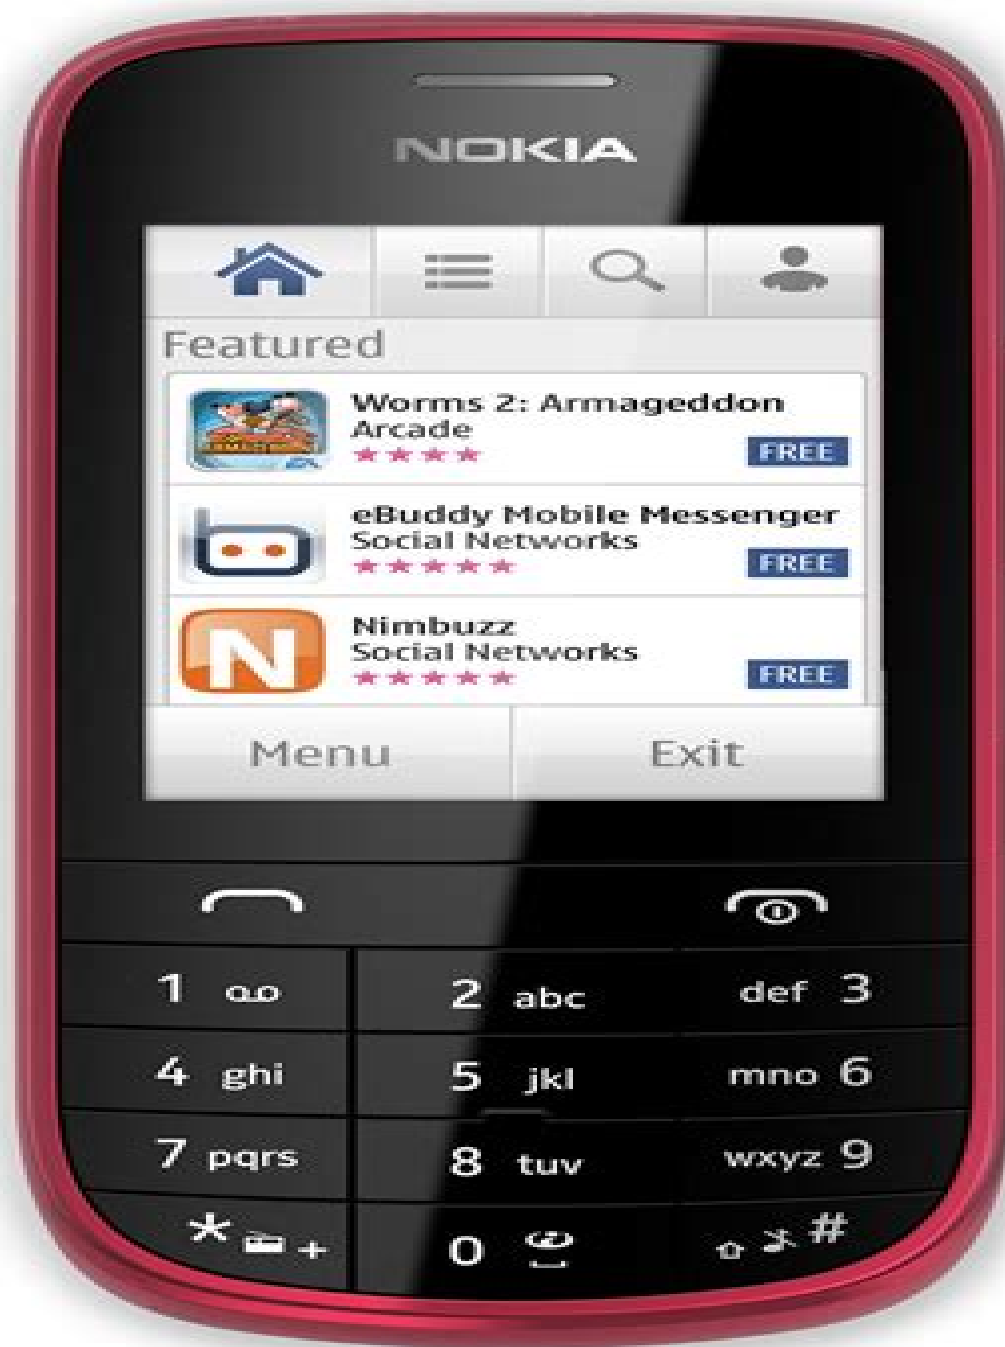 NOKIA
Featured
Worms 2: Armageddon
Arcade
FREE
eBuddy Mobile Messenger
Social Networks
FREE
N
Nimbuzz
Social Networks
FREE
Menu Exit
1 2 abc def 3
4 ghi 5 jkl mno 6
7 pqrs 8 tuv wxyz 9
* + 0 #